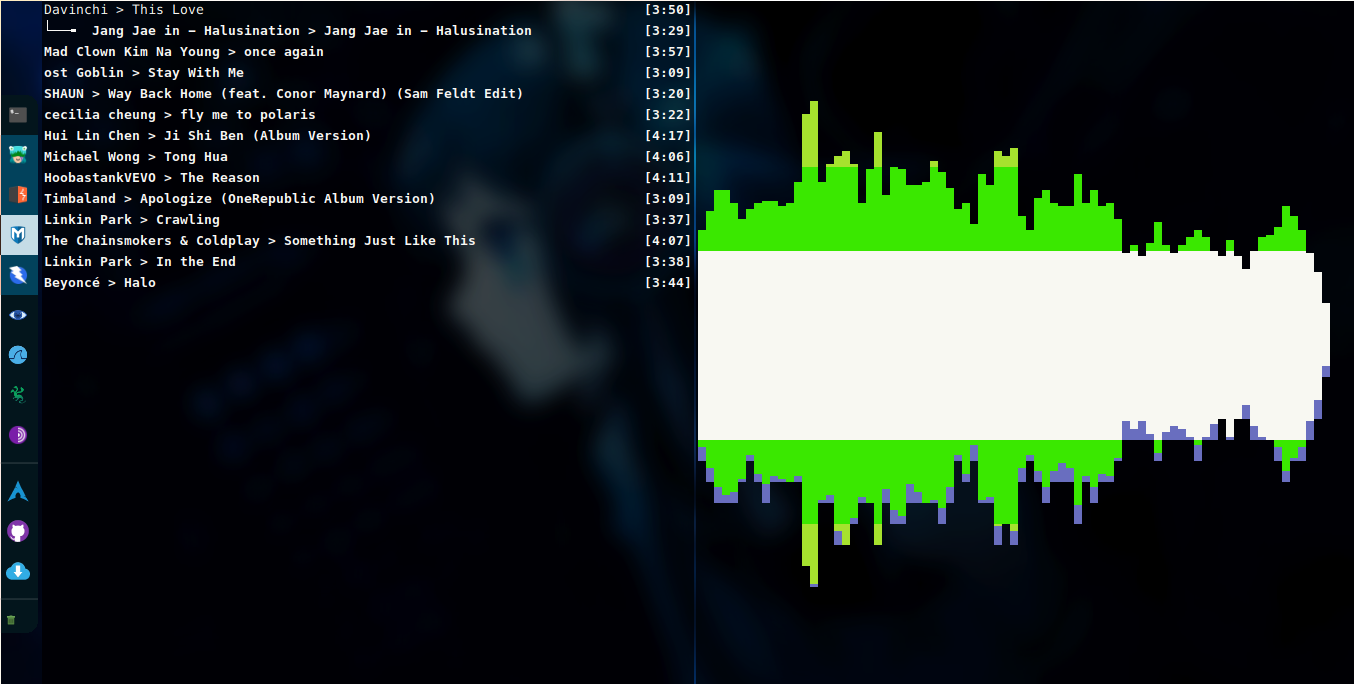 Davinchi > This Love [3:50]
Jang Jae in – Halusination > Jang Jae in – Halusination [3:29]
Mad Clown Kim Na Young > once again [3:57]
ost Goblin > Stay With Me [3:09]
SHAUN > Way Back Home (feat. Conor Maynard) (Sam Feldt Edit) [3:20]
cecilia cheung > fly me to polaris [3:22]
Hui Lin Chen > Ji Shi Ben (Album Version) [4:17]
Michael Wong > Tong Hua [4:06]
HoobastankVEVO > The Reason [4:11]
Timbaland > Apologize (OneRepublic Album Version) [3:09]
Linkin Park > Crawling [3:37]
The Chainsmokers & Coldplay > Something Just Like This [4:07]
Linkin Park > In the End [3:38]
Beyoncé > Halo [3:44]